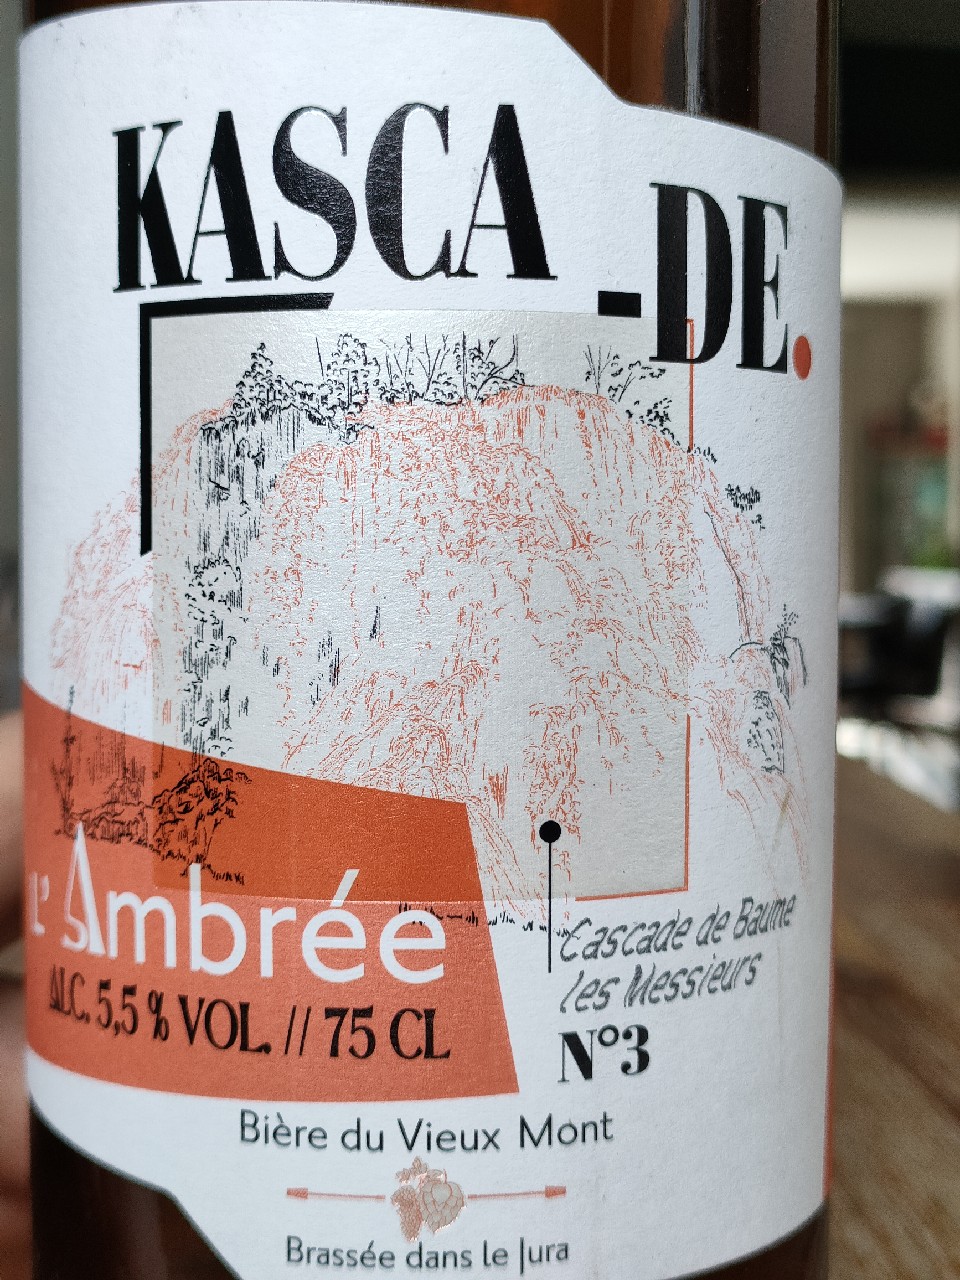 KASCA
-DE.
L'Ambrée
ALC. 5,5 % VOL. // 75 CL
Cascade de Baume
les Messieurs
N°3
Bière du Vieux Mont
Brassée dans le Jura